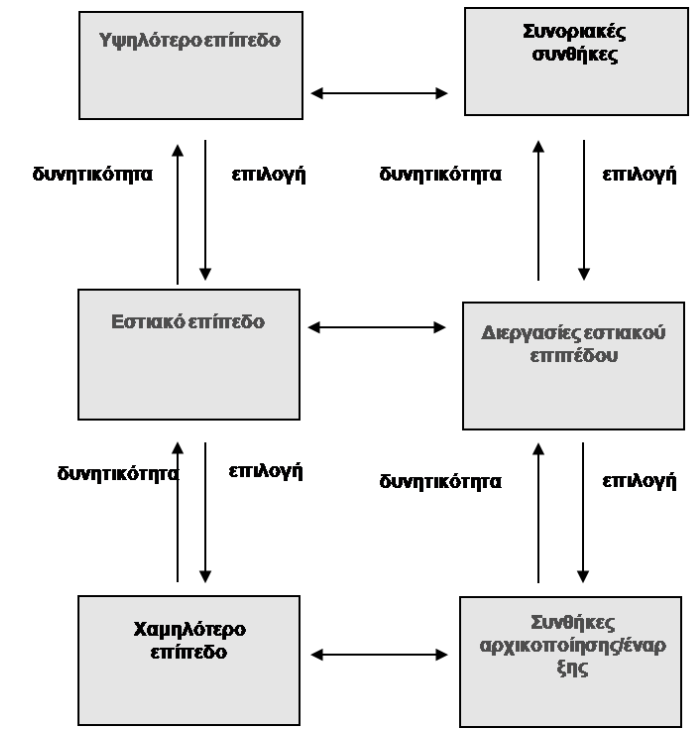 Υψηλότερο επίπεδο
Συνοριακές
συνθήκες
δυνητικότητα
επιλογή
δυνητικότητα
επιλογή
Εστιακό επίπεδο
Διεργασίες εστιακού
επιπέδου
δυνητικότητα
επιλογή
δυνητικότητα
επιλογή
Χαμηλότερο
επίπεδο
Συνθήκες
αρχικοποίησης/έναρ
ξης